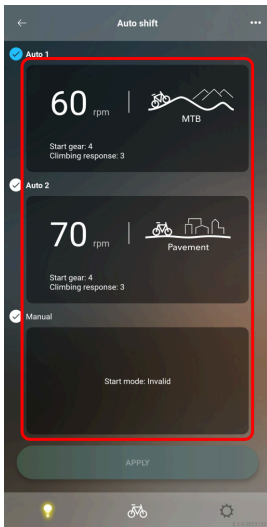 Auto shift
Auto 1
60 rpm
MTB
Start gear: 4
Climbing response: 3
Auto 2
70 rpm
Pavement
Start gear: 4
Climbing response: 3
Manual
Start mode: Invalid
APPLY